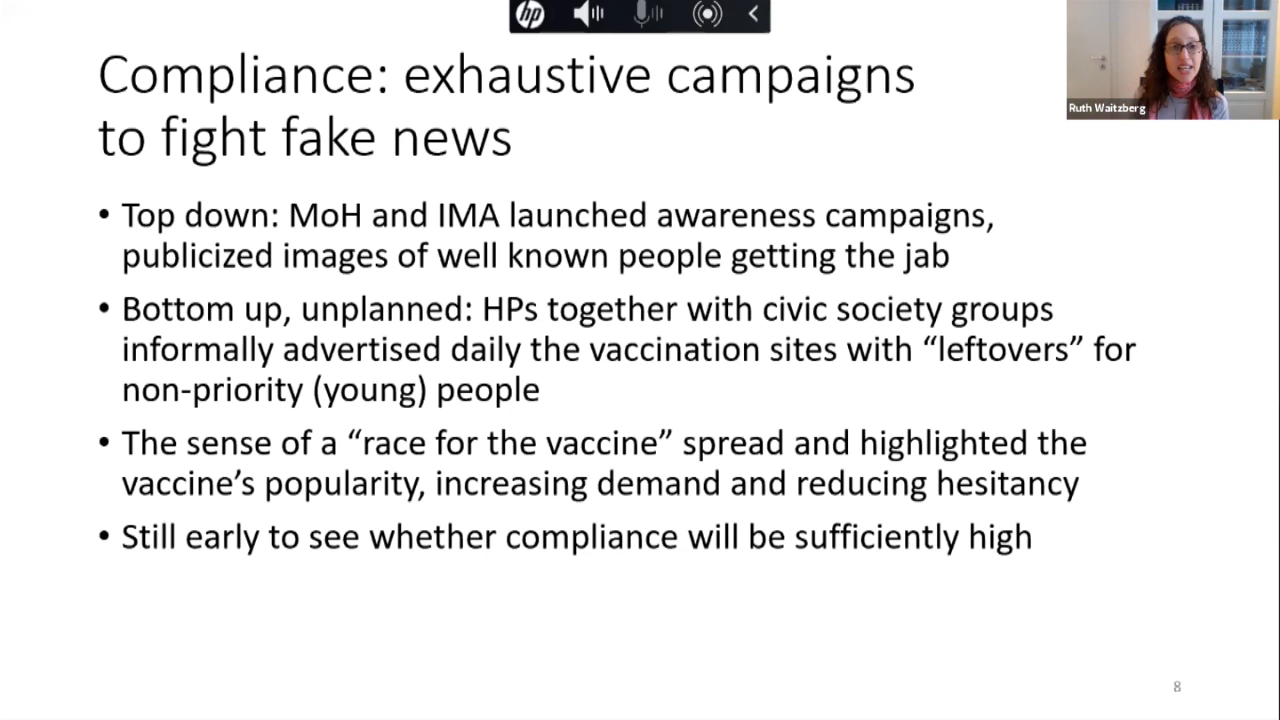 hp
Compliance: exhaustive campaigns
to fight fake news
Ruth Waitzberg
• Top down: MoH and IMA launched awareness campaigns,
publicized images of well known people getting the jab
• Bottom up, unplanned: HPs together with civic society groups
informally advertised daily the vaccination sites with “leftovers” for
non-priority (young) people
• The sense of a “race for the vaccine” spread and highlighted the
vaccine’s popularity, increasing demand and reducing hesitancy
• Still early to see whether compliance will be sufficiently high
8